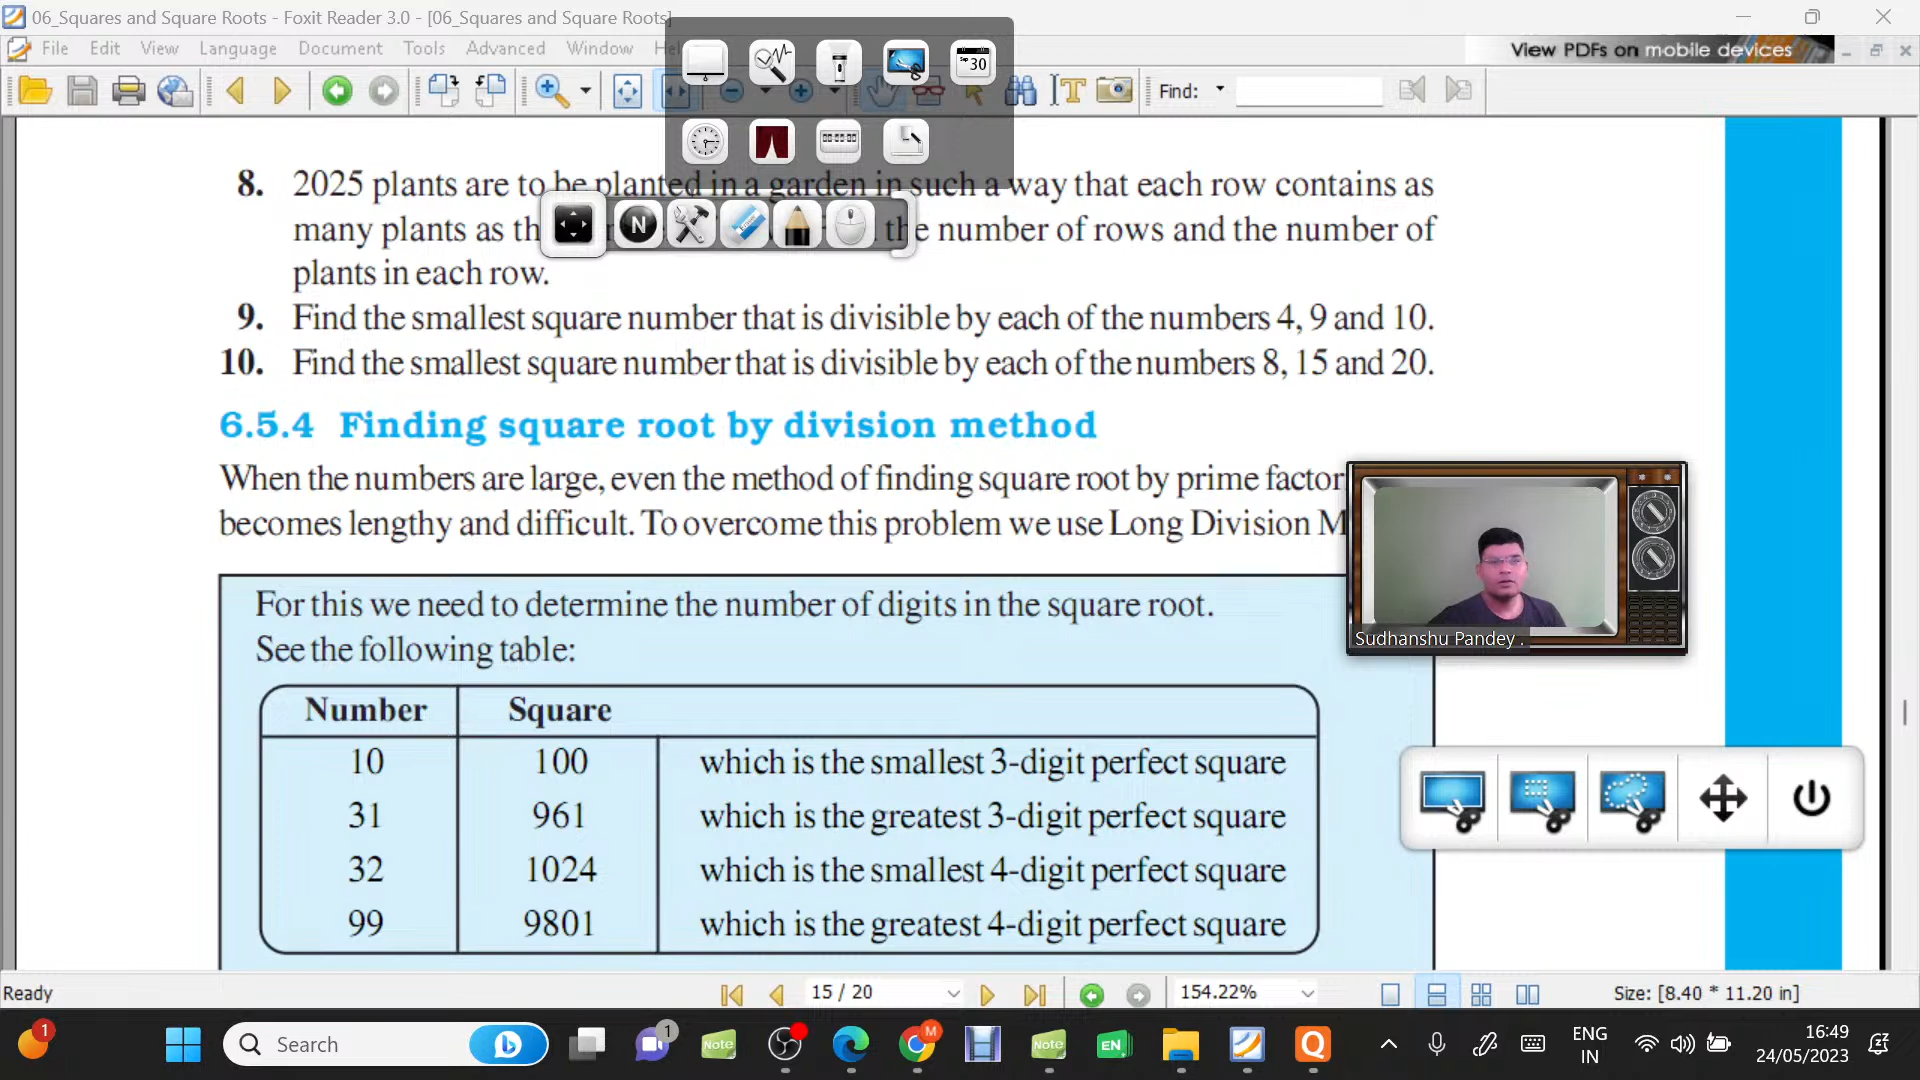 06_Squares and Square Roots - Foxit Reader 3.0 - [06_Squares and Square Roots]
File Edit View Language Document Tools Advanced Window
View PDFs on mobile devices
Sep 30
Find:
8. 2025 plants are to be planted in a garden in such a way that each row contains as
many plants as the number of rows and the number of
plants in each row.
N
9. Find the smallest square number that is divisible by each of the numbers 4, 9 and 10.
10. Find the smallest square number that is divisible by each of the numbers 8, 15 and 20.
6.5.4 Finding square root by division method
When the numbers are large, even the method of finding square root by prime factor
becomes lengthy and difficult. To overcome this problem we use Long Division M
For this we need to determine the number of digits in the square root.
See the following table:
Sudhanshu Pandey .
Number Square
10 100 which is the smallest 3-digit perfect square
31 961 which is the greatest 3-digit perfect square
32 1024 which is the smallest 4-digit perfect square
99 9801 which is the greatest 4-digit perfect square
Ready 15 / 20 154.22% Size: [8.40 * 11.20 in]
1 Search 1 Note M Note EN ENG IN 16:49
24/05/2023